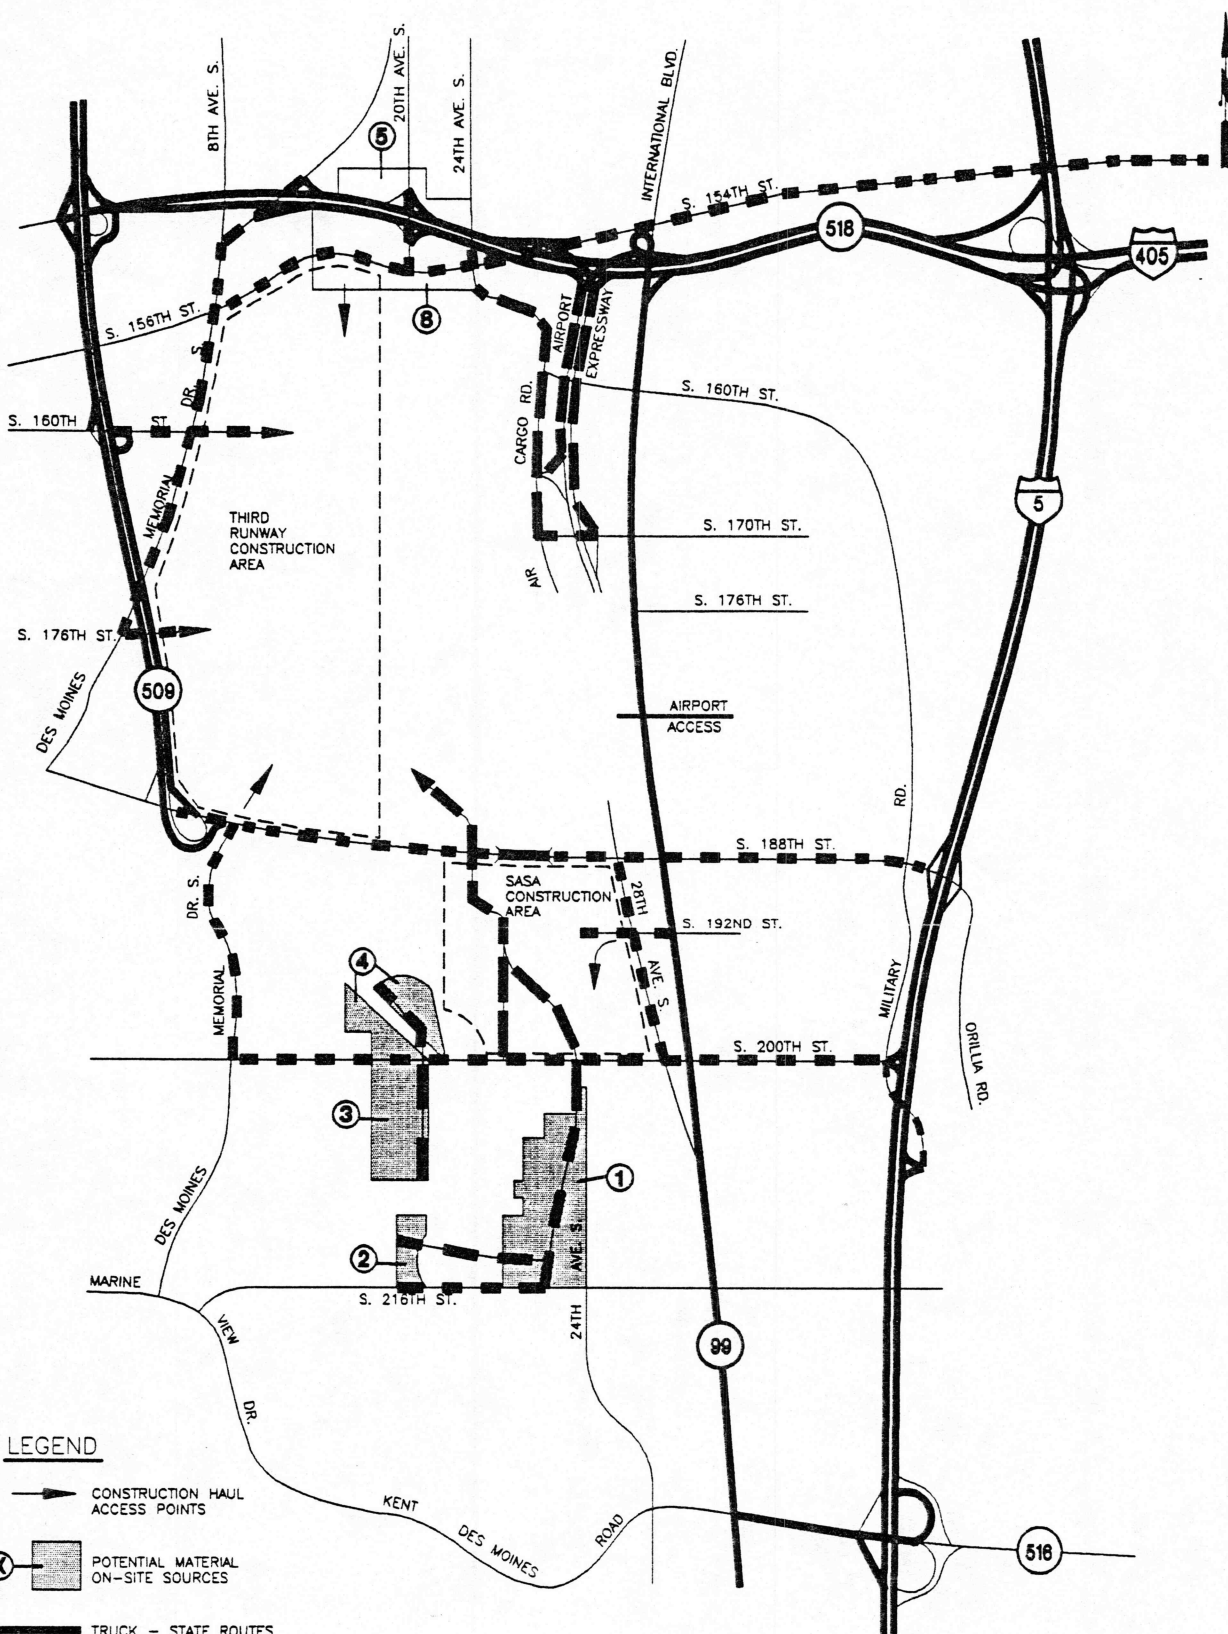 8TH AVE. S.
20TH AVE. S.
24TH AVE. S.
INTERNATIONAL BLVD.
5
S. 154TH ST.
518
405
8
S. 156TH ST.
AIRPORT
EXPRESSWAY
S. 160TH ST.
S. 160TH ST.
CARGO RD.
MEMORIAL DR. S.
5
THIRD
RUNWAY
CONSTRUCTION
AREA
S. 170TH ST.
AIR
S. 176TH ST.
S. 176TH ST.
509
DES MOINES
AIRPORT
ACCESS
RD.
S. 188TH ST.
DR. S.
SASA
CONSTRUCTION
AREA
28TH
S. 192ND ST.
4
AVE. S.
MILITARY
MEMORIAL
ORILLIA RD.
S. 200TH ST.
3
1
DES MOINES
2
AVE. S.
MARINE
S. 216TH ST.
24TH
VIEW
99
DR.
LEGEND
CONSTRUCTION HAUL
ACCESS POINTS
KENT
DES MOINES
ROAD
516
X
POTENTIAL MATERIAL
ON-SITE SOURCES
TRUCK - STATE ROUTES